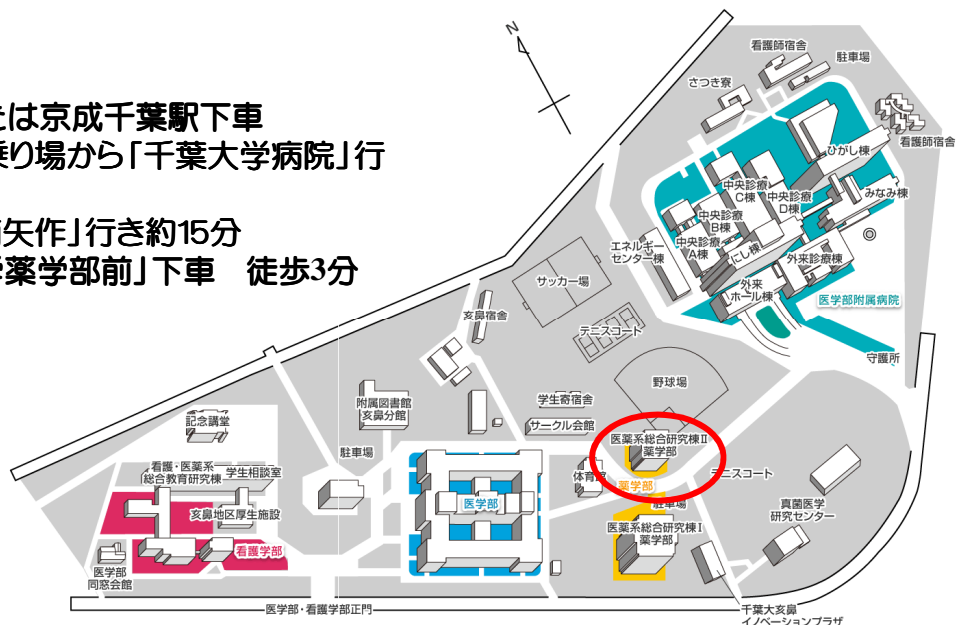 とは京成千葉駅下車
乗り場から「千葉大学病院」行
矢作」行き約15分
薬学部前」下車　徒歩3分
N
看護師宿舎
駐車場
さつき寮
看護師宿舎
ひがし棟
みなみ棟
中央診療
C棟
中央診療
D棟
中央診療
B棟
中央診療
A棟
にし棟
外来診療棟
外来
ホール棟
エネルギー
センター棟
医学部附属病院
守護所
サッカー場
テニスコート
亥鼻宿舎
野球場
学生寄宿舎
サークル会館
附属図書館
亥鼻分館
記念講堂
駐車場
看護・医薬系
総合教育研究棟
学生相談室
亥鼻地区厚生施設
看護学部
医学部
同窓会館
医学部
体育館
医薬系総合研究棟Ⅱ
薬学部
薬学部
駐車場
医薬系総合研究棟Ⅰ
薬学部
テニスコート
真菌医学
研究センター
千葉大亥鼻
イノベーションプラザ
医学部・看護学部正門